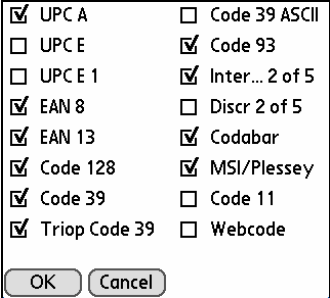 UPC A
UPC E
UPC E 1
EAN 8
EAN 13
Code 128
Code 39
Triop Code 39
Code 39 ASCII
Code 93
Inter... 2 of 5
Discr 2 of 5
Codabar
MSI/Plessey
Code 11
Webcode
OK
Cancel